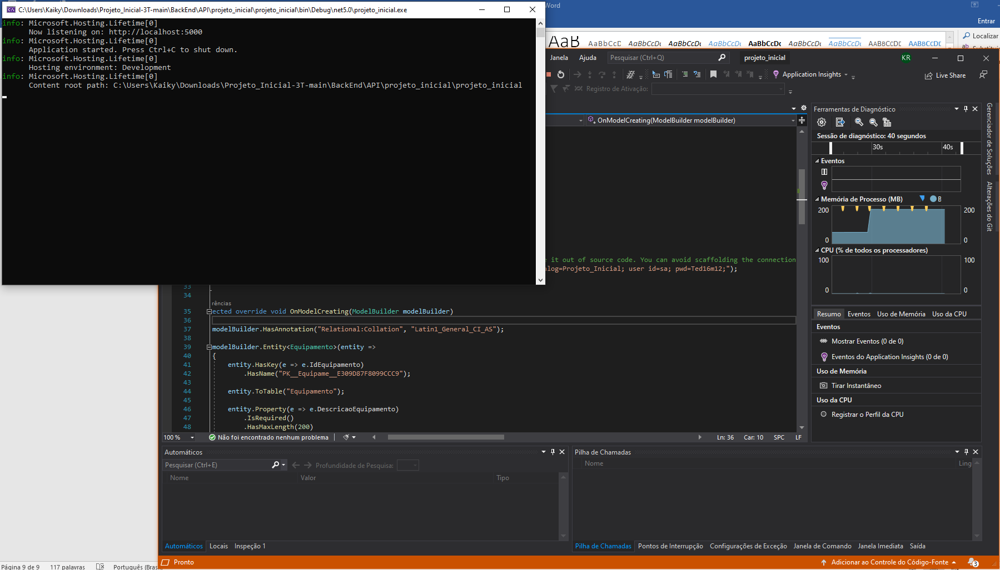 C:\Users\Kaiky\Downloads\Projeto_Inicial-3T-main\BackEnd\API\projeto_inicial\projeto_inicial\bin\Debug\net5.0\projeto_inicial.exe
info: Microsoft.Hosting.Lifetime[0]
Now listening on: http://localhost:5000
info: Microsoft.Hosting.Lifetime[0]
Application started. Press Ctrl+C to shut down.
info: Microsoft.Hosting.Lifetime[0]
Hosting environment: Development
info: Microsoft.Hosting.Lifetime[0]
Content root path: C:\Users\Kaiky\Downloads\Projeto_Inicial-3T-main\BackEnd\API\projeto_inicial\projeto_inicial
Word
Entrar
AaB AaBbCcD AaBbCcDc AaBbCcDc AaBbCcDc AaBbCcDc AaBbCcDc AaBbCcDc AaBbCcDD AaBbCcDD
Localizar
Janela Ajuda Pesquisar (Ctrl+Q) projeto_inicial KR
Application Insights Live Share
Registro de Ativação:
OnModelCreating(ModelBuilder modelBuilder)
it out of source code. You can avoid scaffolding the connection
alog=Projeto_Inicial; user id=sa; pwd=Ted16m12;");
33
34
rências
35 ected override void OnModelCreating(ModelBuilder modelBuilder)
36
37 modelBuilder.HasAnnotation("Relational:Collation", "Latin1_General_CI_AS");
38
39 modelBuilder.Entity<Equipamento>(entity =>
40 {
41 entity.HasKey(e => e.IdEquipamento)
42 .HasName("PK__Equipame__E309D87F8099CCC9");
43
44 entity.ToTable("Equipamento");
45
46 entity.Property(e => e.DescricaoEquipamento)
47 .IsRequired()
48 .HasMaxLength(200)
100 % Não foi encontrado nenhum problema Ln: 36 Car: 10 SPC LF
Ferramentas de Diagnóstico
Sessão de diagnóstico: 40 segundos
30s 40s
Eventos
Memória de Processo (MB) B
200 200
0 0
CPU (% de todos os processadores)
100 100
0 0
Resumo Eventos Uso de Memória Uso da CPU
Eventos
Mostrar Eventos (0 de 0)
Eventos do Application Insights (0 de 0)
Uso de Memória
Tirar Instantâneo
Uso da CPU
Registrar o Perfil da CPU
Gerenciador de Soluções
Alterações do Git
Automáticos
Pesquisar (Ctrl+E) Profundidade de Pesquisa:
Nome Valor Tipo
Automáticos Locais Inspeção 1
Pilha de Chamadas
Nome Ling
Pilha de Chamadas Pontos de Interrupção Configurações de Exceção Janela de Comando Janela Imediata Saída
Pronto
Adicionar ao Controle do Código-Fonte 3
Página 9 de 9 117 palavras Português (Bras